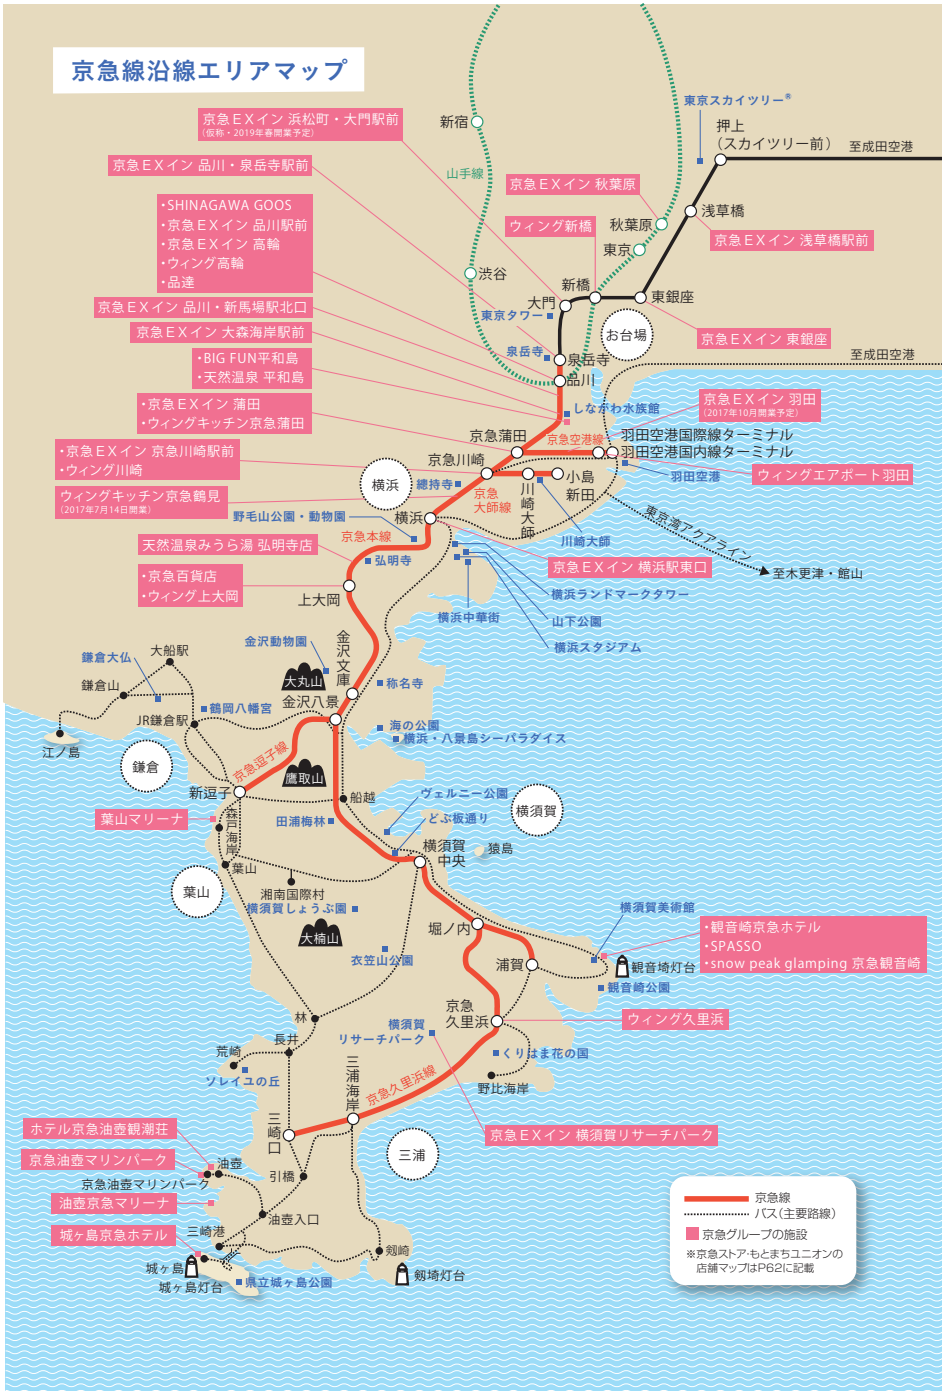 京急線沿線エリアマップ
東京スカイツリー®
押上
(スカイツリー前)
至成田空港
京急ＥＸイン 浜松町・大門駅前
(仮称・2019年春開業予定)
新宿
京急ＥＸイン 品川・泉岳寺駅前
山手線
京急ＥＸイン 秋葉原
・SHINAGAWA GOOS
・京急ＥＸイン 品川駅前
・京急ＥＸイン 高輪
・ウィング高輪
・品達
ウィング新橋
秋葉原
浅草橋
京急ＥＸイン 浅草橋駅前
東京
渋谷
新橋
東銀座
大門
京急ＥＸイン 品川・新馬場駅北口
東京タワー
京急ＥＸイン 大森海岸駅前
お台場
京急ＥＸイン 東銀座
泉岳寺
泉岳寺
至成田空港
・BIG FUN平和島
・天然温泉 平和島
品川
・京急ＥＸイン 蒲田
・ウィングキッチン京急蒲田
しながわ水族館
京急ＥＸイン 羽田
(2017年10月開業予定)
京急蒲田
京急空港線
羽田空港国際線ターミナル
羽田空港国内線ターミナル
・京急ＥＸイン 京急川崎駅前
・ウィング川崎
京急川崎
羽田空港
ウィングエアポート羽田
横浜
總持寺
京急
大師線
川崎大師
小島
新田
ウィングキッチン京急鶴見
(2017年7月14日開業)
野毛山公園・動物園
横浜
東京湾アクアライン
京急本線
川崎大師
天然温泉みうら湯 弘明寺店
弘明寺
京急ＥＸイン 横浜駅東口
至木更津・館山
・京急百貨店
・ウィング上大岡
上大岡
横浜ランドマークタワー
横浜中華街
山下公園
横浜スタジアム
金沢文庫
金沢動物園
大船駅
鎌倉大仏
大丸山
称名寺
鎌倉山
金沢八景
鶴岡八幡宮
JR鎌倉駅
海の公園
横浜・八景島シーパラダイス
江ノ島
鎌倉
京急逗子線
鷹取山
新逗子
船越
ヴェルニー公園
横須賀
葉山マリーナ
森戸海岸
田浦梅林
どぶ板通り
横須賀
中央
猿島
葉山
葉山
湘南国際村
横須賀しょうぶ園
横須賀美術館
大楠山
堀ノ内
・観音崎京急ホテル
・SPASSO
・snow peak glamping 京急観音崎
衣笠山公園
浦賀
観音埼灯台
観音崎公園
京急
久里浜
林
横須賀
リサーチパーク
ウィング久里浜
長井
荒崎
三浦海岸
くりはま花の国
ソレイユの丘
京急久里浜線
野比海岸
ホテル京急油壺観潮荘
三崎口
京急ＥＸイン 横須賀リサーチパーク
京急油壺マリンパーク
油壺
三浦
京急油壺マリンパーク
引橋
油壺京急マリーナ
京急線
バス(主要路線)
油壺入口
城ヶ島京急ホテル
三崎港
京急グループの施設
剱崎
※京急ストア・もとまちユニオンの
店舗マップはP62に記載
城ヶ島
城ヶ島灯台
県立城ヶ島公園
剱埼灯台